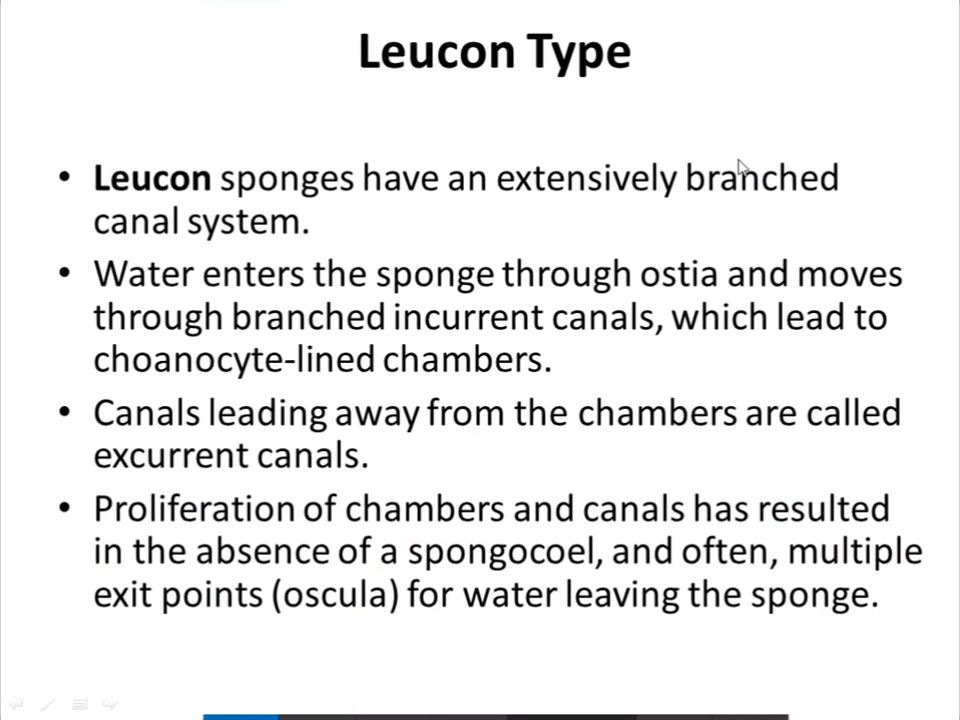 Leucon Type
• Leucon sponges have an extensively branched
canal system.
• Water enters the sponge through ostia and moves
through branched incurrent canals, which lead to
choanocyte-lined chambers.
• Canals leading away from the chambers are called
excurrent canals.
• Proliferation of chambers and canals has resulted
in the absence of a spongocoel, and often, multiple
exit points (oscula) for water leaving the sponge.